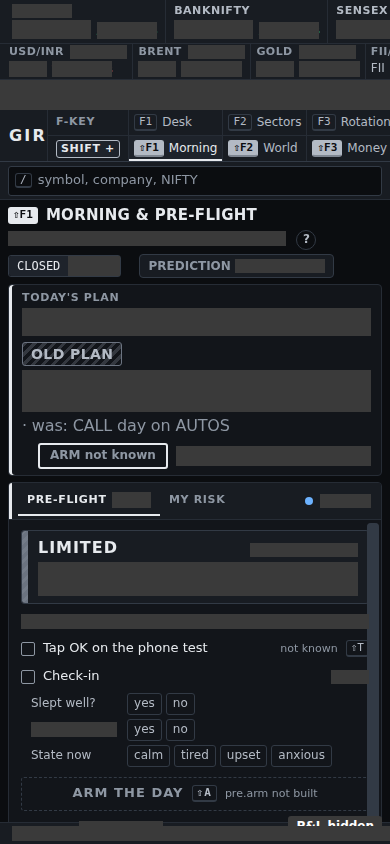 BANKNIFTY SENSEX
USD/INR BRENT GOLD FII/
FII
GIR F-KEY F1 Desk F2 Sectors F3 Rotation
SHIFT + ⇧F1 Morning ⇧F2 World ⇧F3 Money
/ symbol, company, NIFTY
⇧F1 MORNING & PRE-FLIGHT
?
CLOSED PREDICTION
TODAY'S PLAN
OLD PLAN
· was: CALL day on AUTOS
ARM not known
PRE-FLIGHT MY RISK
LIMITED
Tap OK on the phone test not known ⇧T
Check-in
Slept well? yes no
yes no
State now calm tired upset anxious
ARM THE DAY ⇧A pre.arm not built
P&L hidden